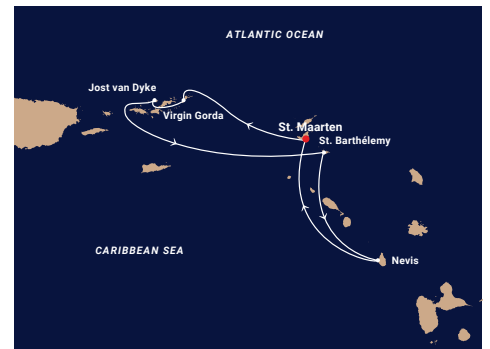 ATLANTIC OCEAN
Jost van Dyke
Virgin Gorda
St. Maarten
St. Barthélemy
CARIBBEAN SEA
Nevis